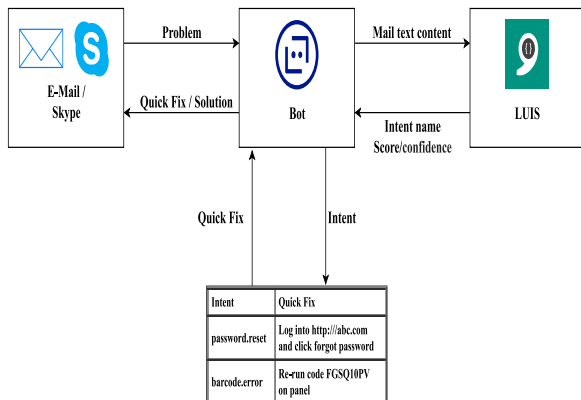 Problem
Mail text content
S
E-Mail /
Skype
Quick Fix / Solution
Bot
Intent name
Score/confidence
LUIS
Quick Fix
Intent
Intent Quick Fix
password.reset Log into http:///abc.com
and click forgot password
barcode.error Re-run code FGSQ10PV
on panel